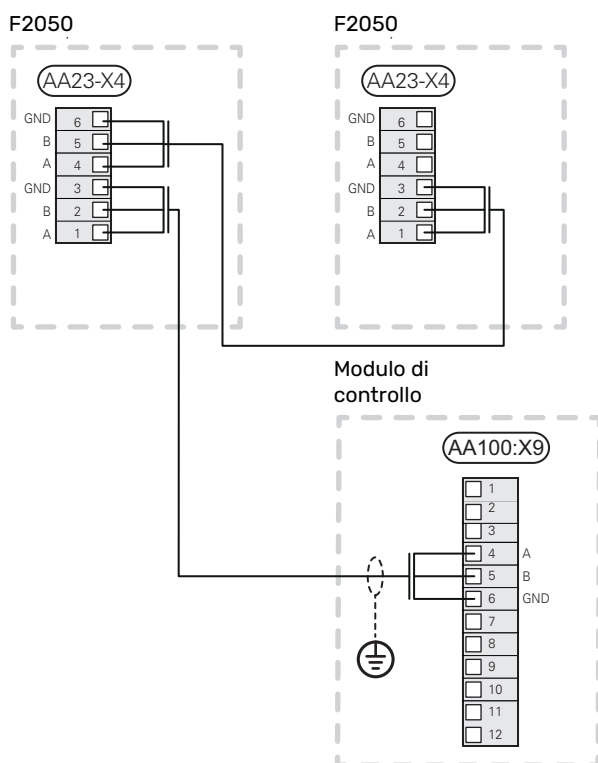 F2050
AA23-X4
GND 6
B 5
A 4
GND 3
B 2
A 1
F2050
AA23-X4
GND 6
B 5
A 4
GND 3
B 2
A 1
Modulo di
controllo
AA100:X9
1
2
3
4 A
5 B
6 GND
7
8
9
10
11
12